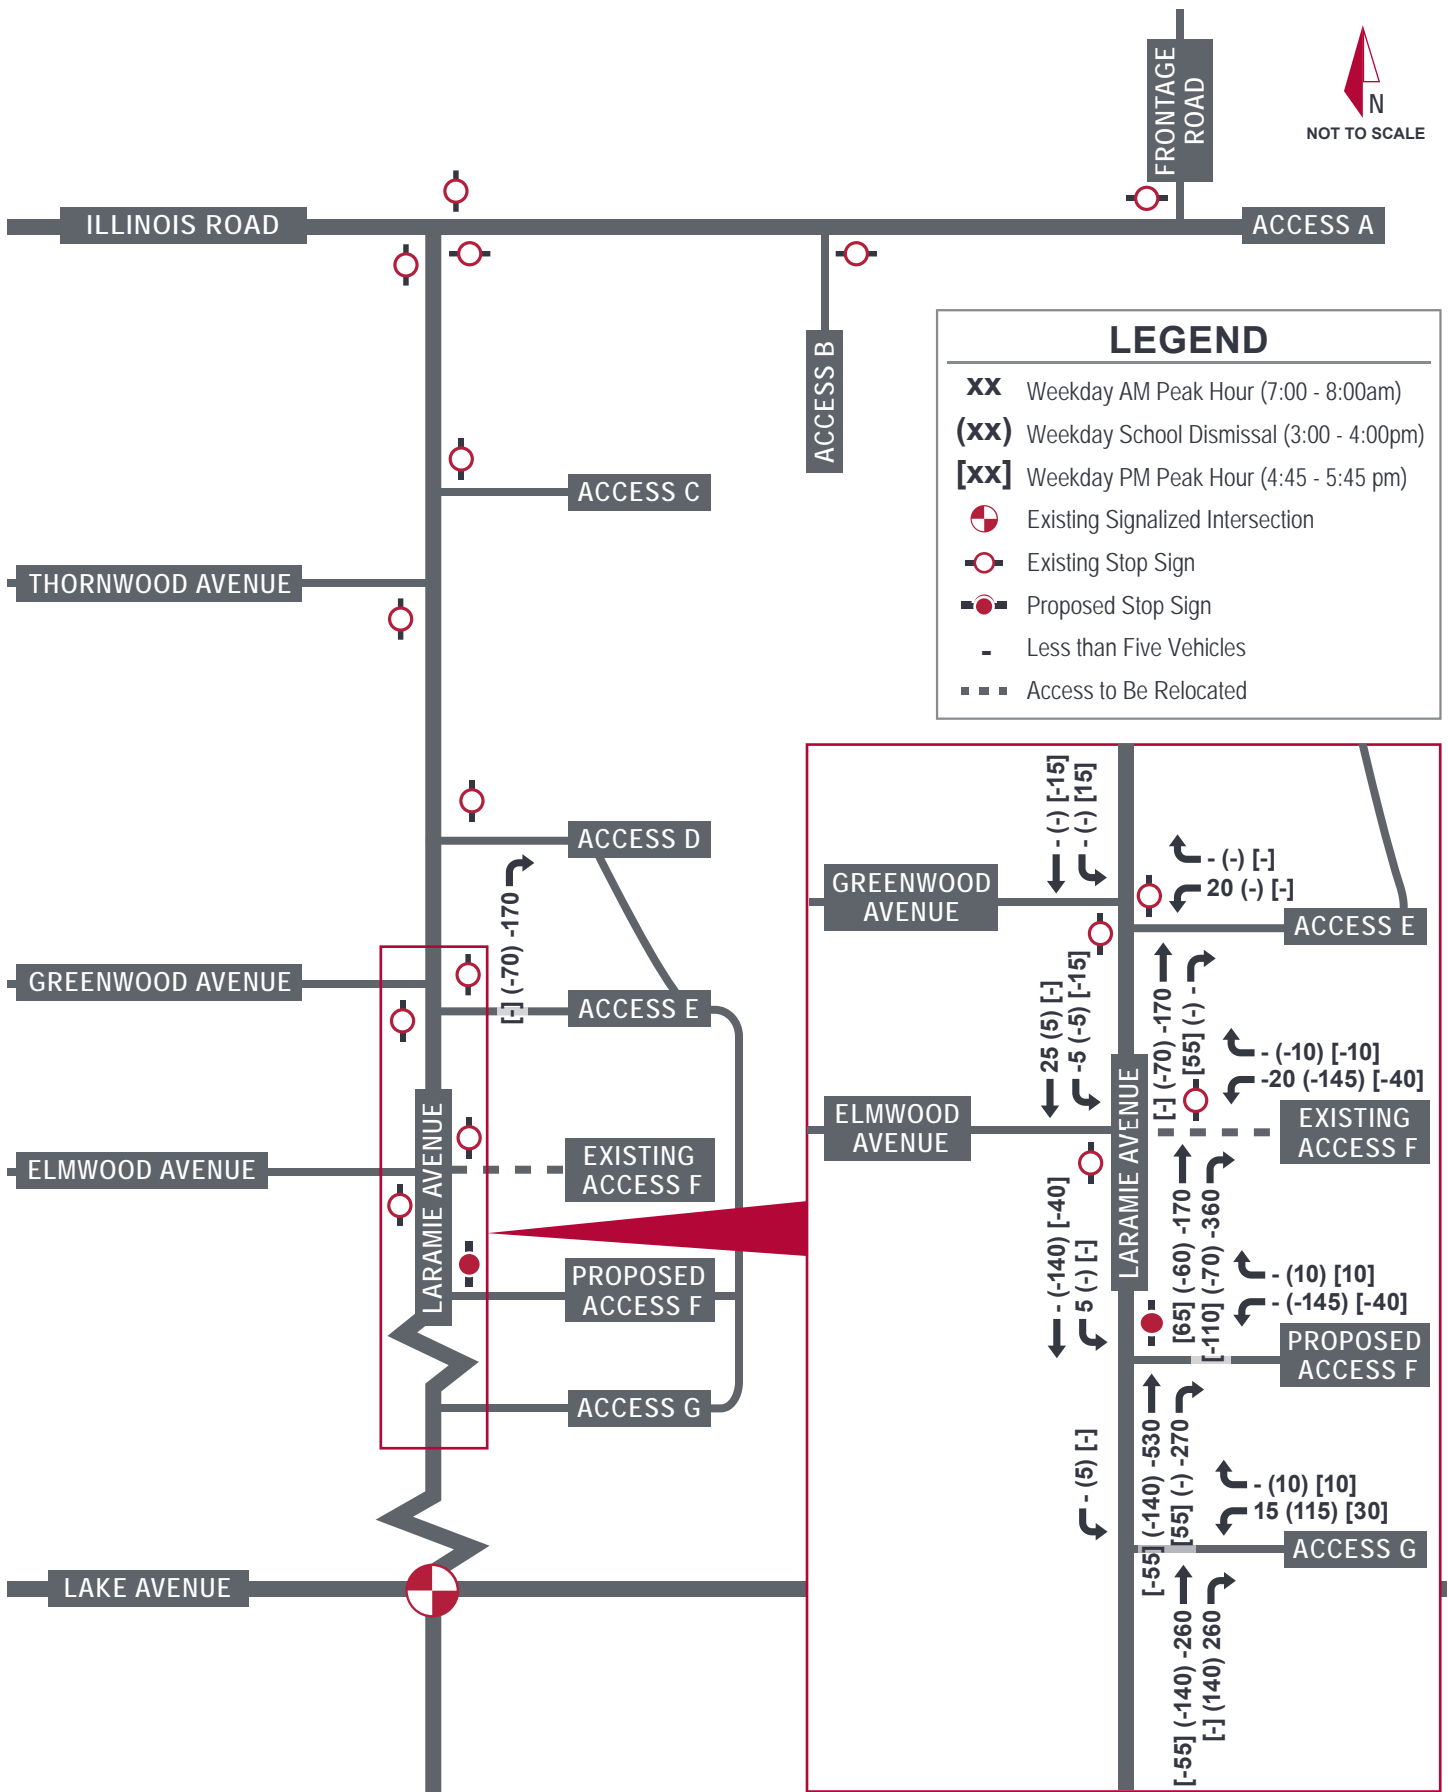 FRONTAGE
ROAD
N
NOT TO SCALE
ILLINOIS ROAD
ACCESS A
ACCESS B
LEGEND
xx Weekday AM Peak Hour (7:00 - 8:00am)
(xx) Weekday School Dismissal (3:00 - 4:00pm)
[xx] Weekday PM Peak Hour (4:45 - 5:45 pm)
Existing Signalized Intersection
Existing Stop Sign
Proposed Stop Sign
- Less than Five Vehicles
Access to Be Relocated
ACCESS C
THORNWOOD AVENUE
ACCESS D
[-] (-70) -170
GREENWOOD AVENUE
ACCESS E
LARAMIE AVENUE
ELMWOOD AVENUE
EXISTING
ACCESS F
PROPOSED
ACCESS F
ACCESS G
LAKE AVENUE
- (-) [-15]
- (-) [15]
GREENWOOD
AVENUE
- (-) [-]
20 (-) [-]
ACCESS E
25 (5) [-]
-5 (-5) [-15]
[-] (-70) -170
[55] (-) -
- (-10) [-10]
-20 (-145) [-40]
ELMWOOD
AVENUE
LARAMIE AVENUE
EXISTING
ACCESS F
- (-140) [-40]
5 (-) [-]
[65] (-60) -170
[-110] (-70) -360
- (10) [10]
- (-145) [-40]
PROPOSED
ACCESS F
- (5) [-]
[-55] (-140) -530
[55] (-) -270
- (10) [10]
15 (115) [30]
ACCESS G
[-55] (-140) -260
[-] (140) 260